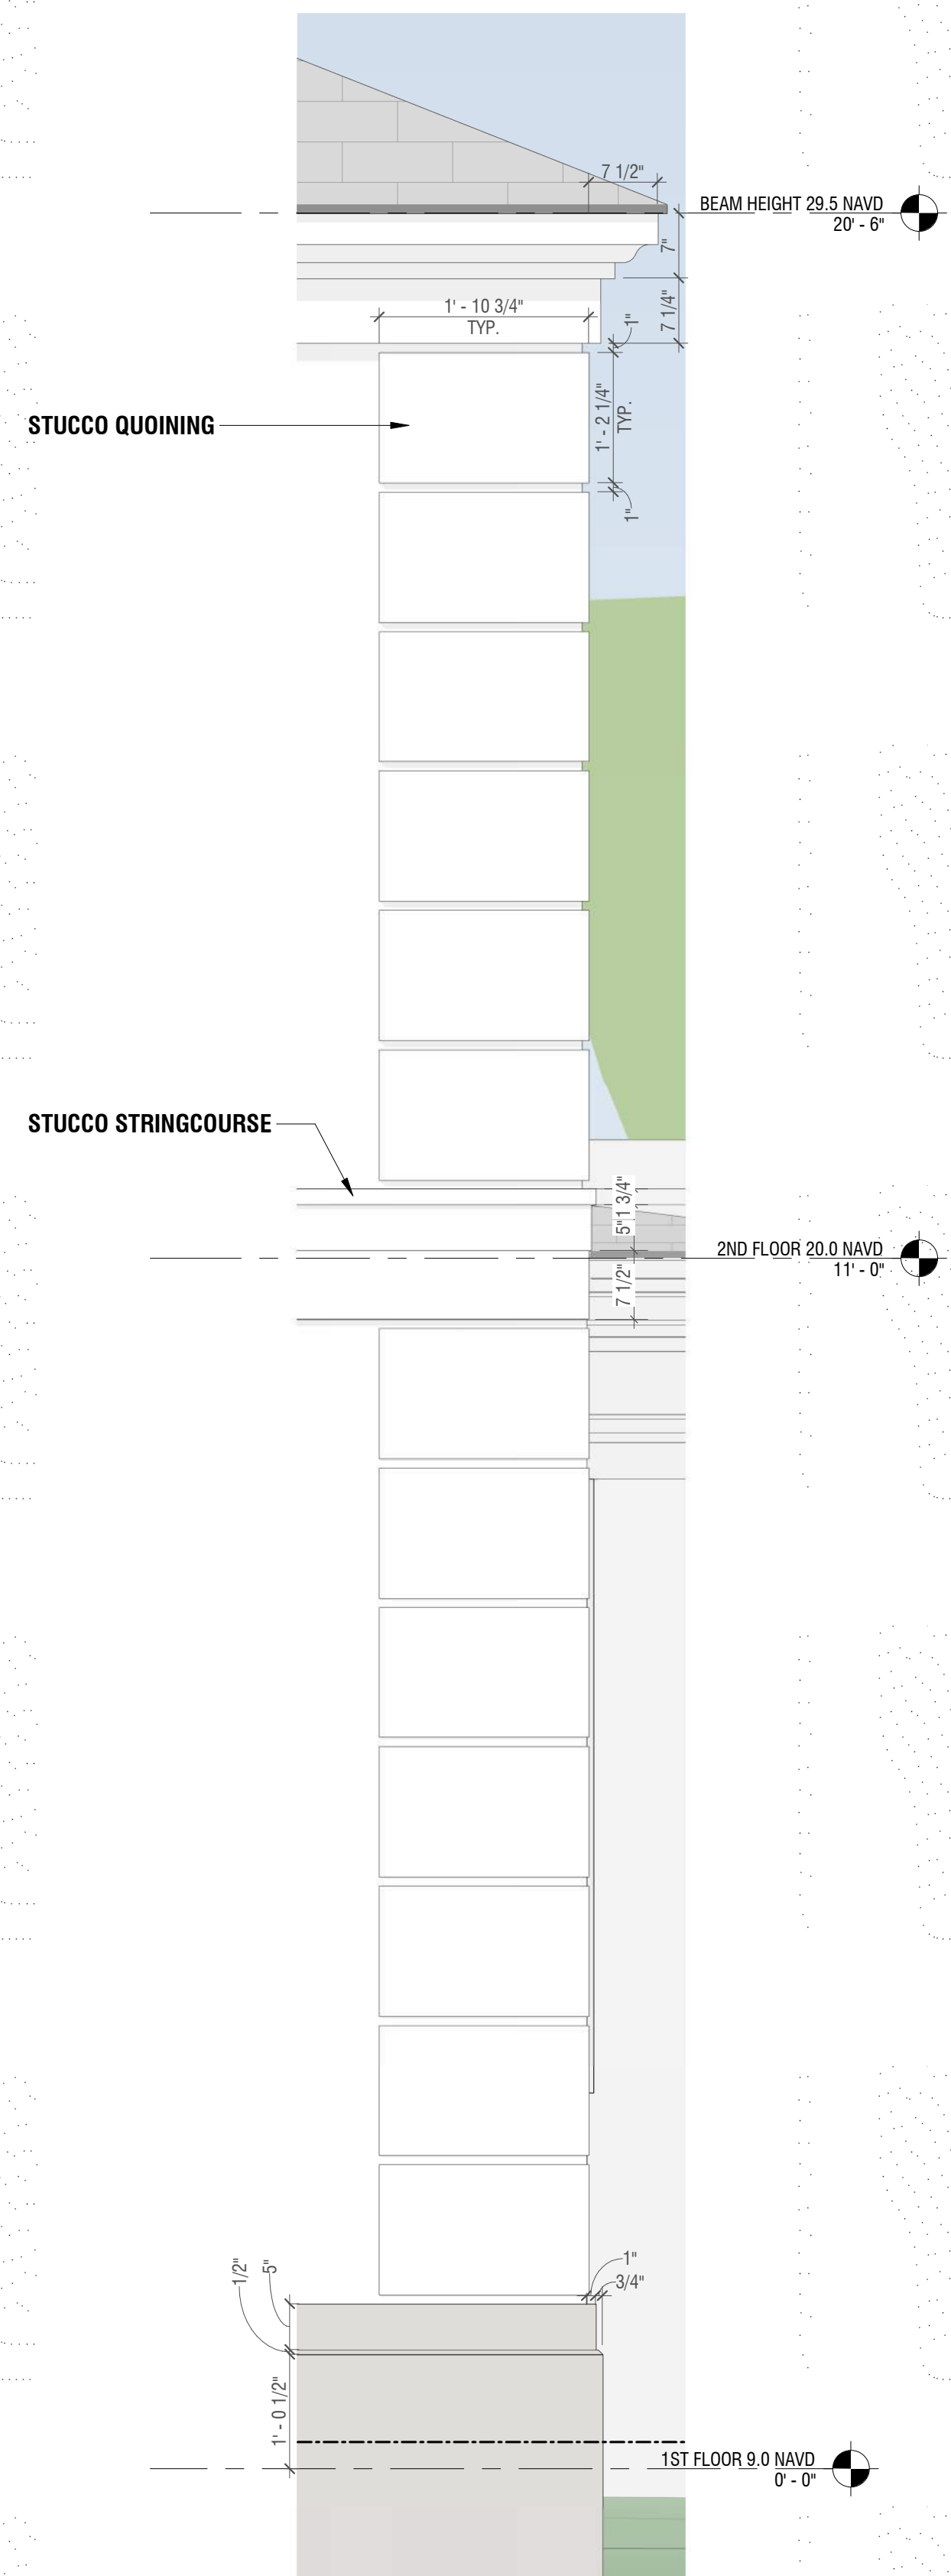 7 1/2"
BEAM HEIGHT 29.5 NAVD
20' - 6"
7"
1' - 10 3/4"
TYP.
7 1/4"
1"
STUCCO QUOINING
1' - 2 1/4"
TYP.
1"
STUCCO STRINGCOURSE
1 3/4"
5"
2ND FLOOR 20.0 NAVD
11' - 0"
7 1/2"
1"
3/4"
1/2"
5"
1' - 0 1/2"
1ST FLOOR 9.0 NAVD
0' - 0"